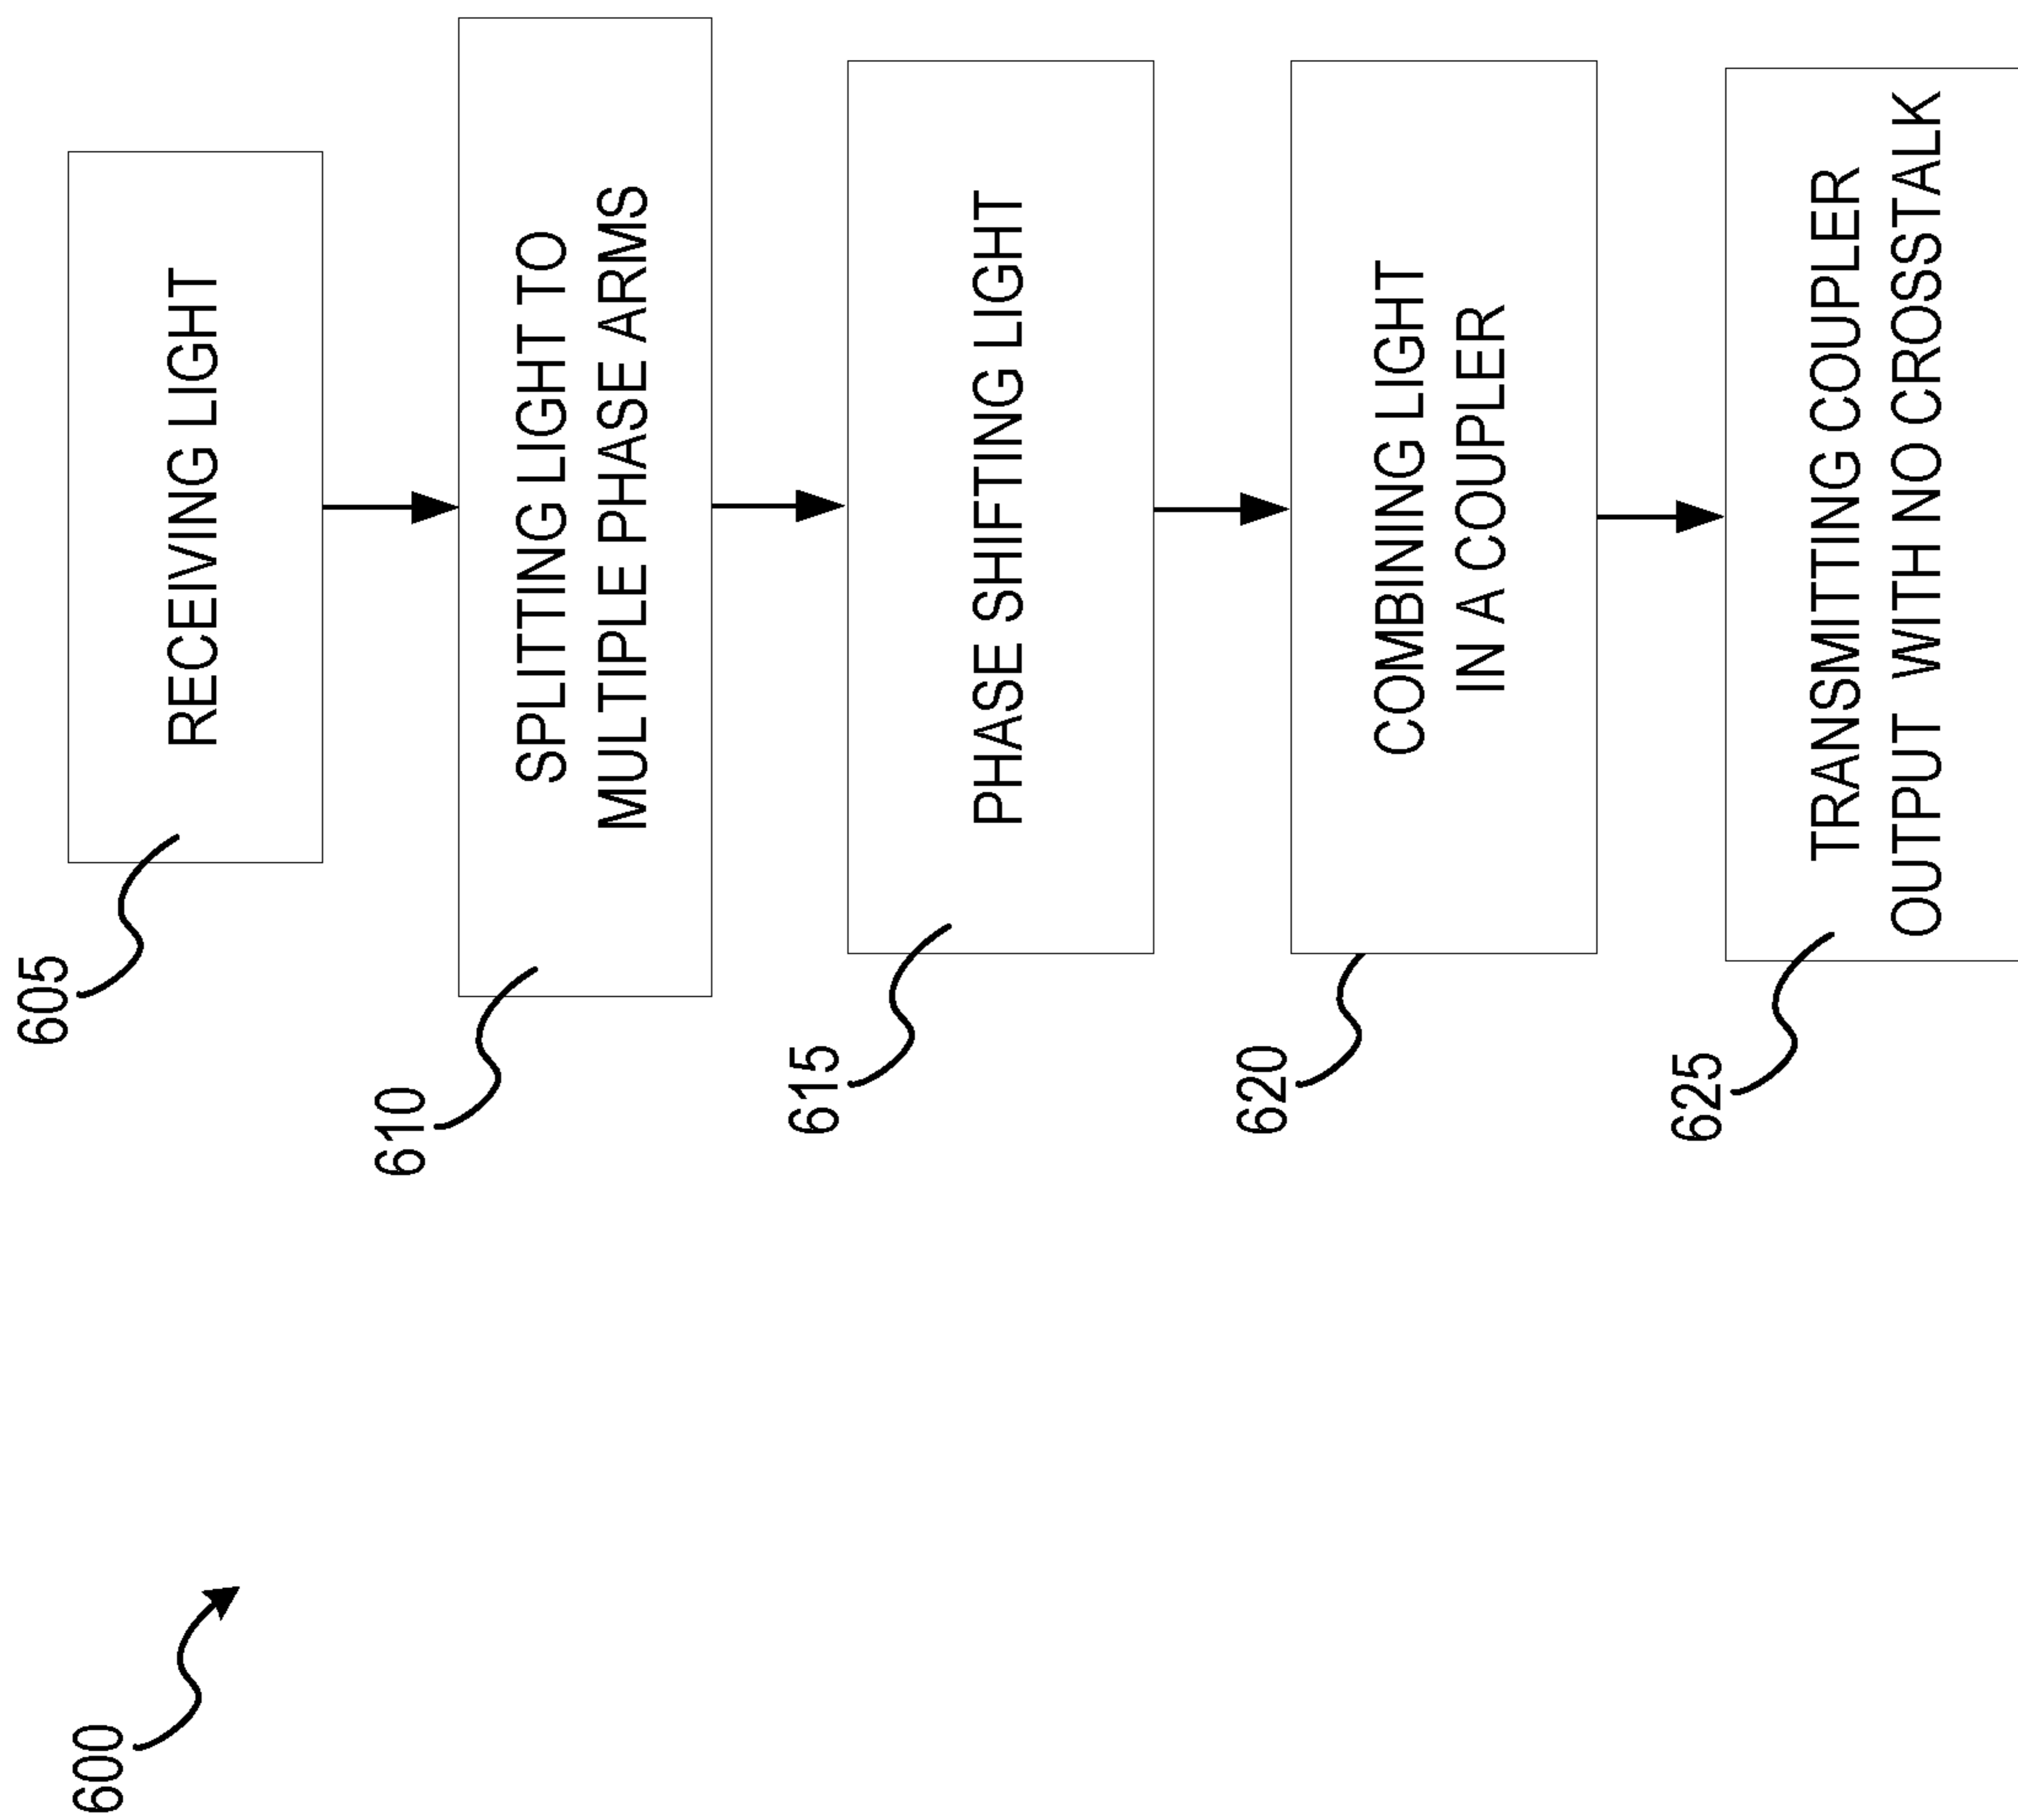 600
605
RECEIVING LIGHT
610
SPLITTING LIGHT TO
MULTIPLE PHASE ARMS
615
PHASE SHIFTING LIGHT
620
COMBINING LIGHT
IN A COUPLER
625
TRANSMITTING COUPLER
OUTPUT WITH NO CROSSTALK